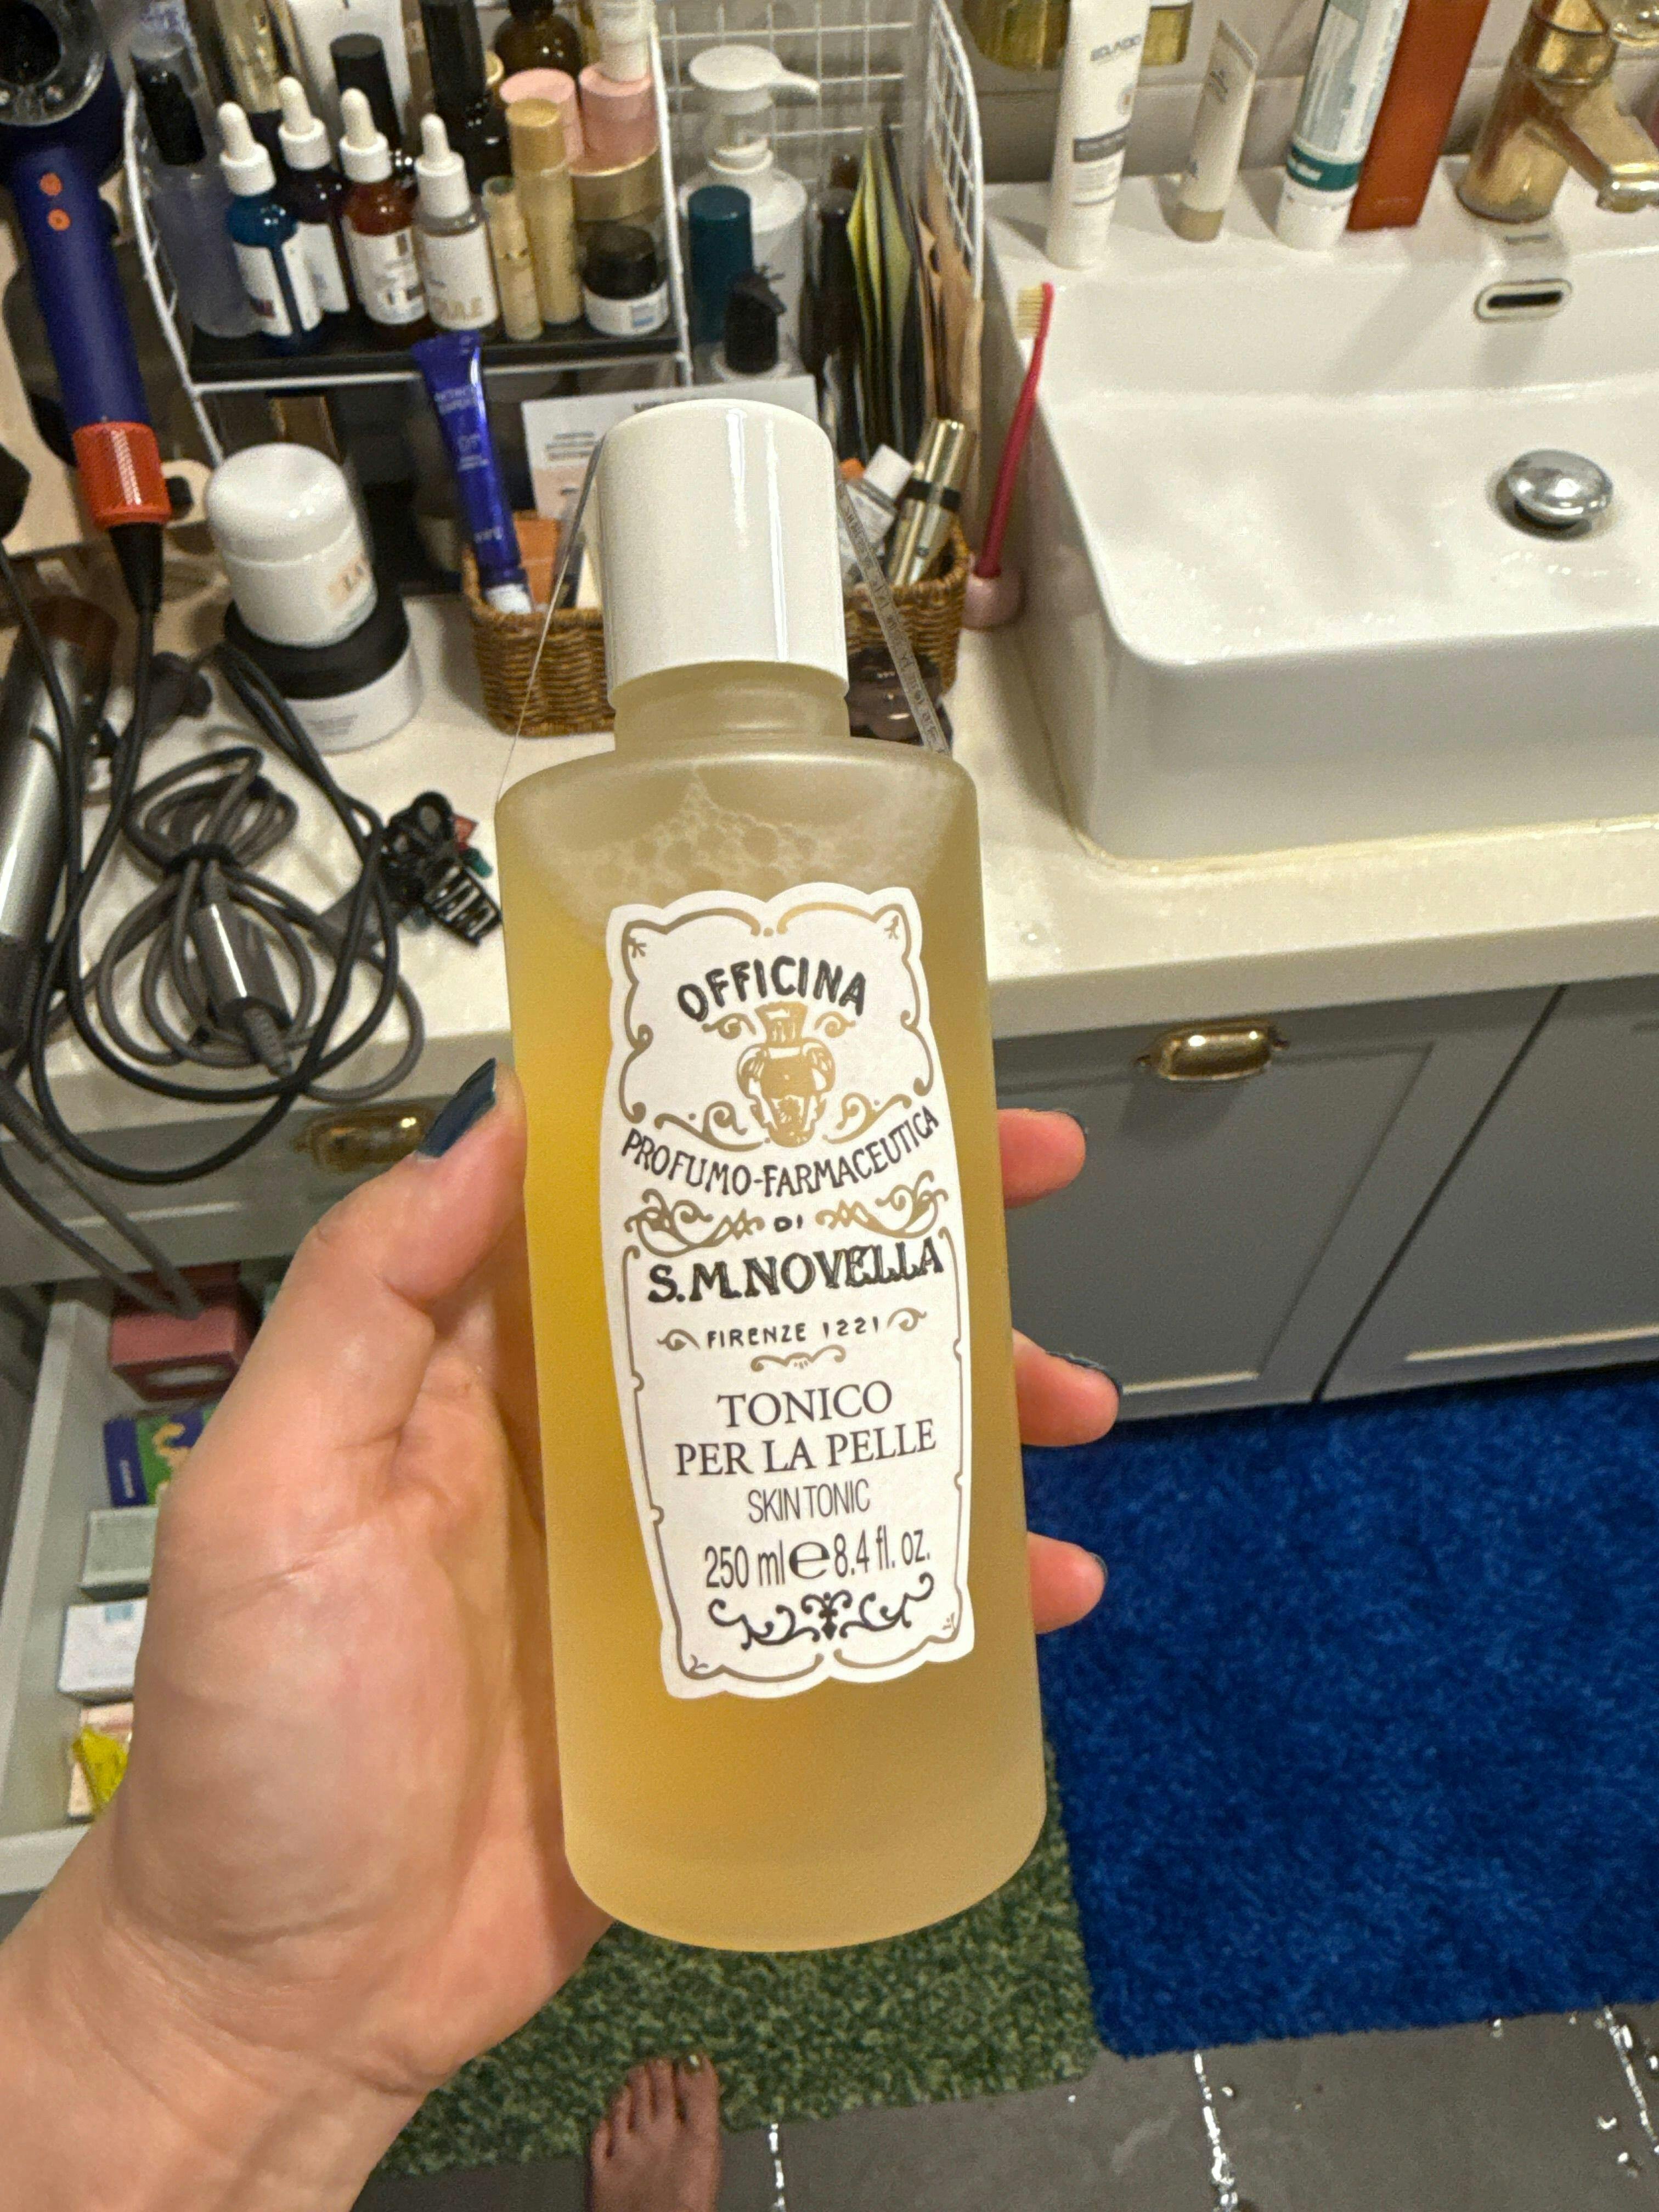 OFFICINA
PROFUMO-FARMACEUTICA
DI
S.M.NOVELLA
FIRENZE 1221
TONICO
PER LA PELLE
SKIN TONIC
250 ml e 8.4 fl. oz.